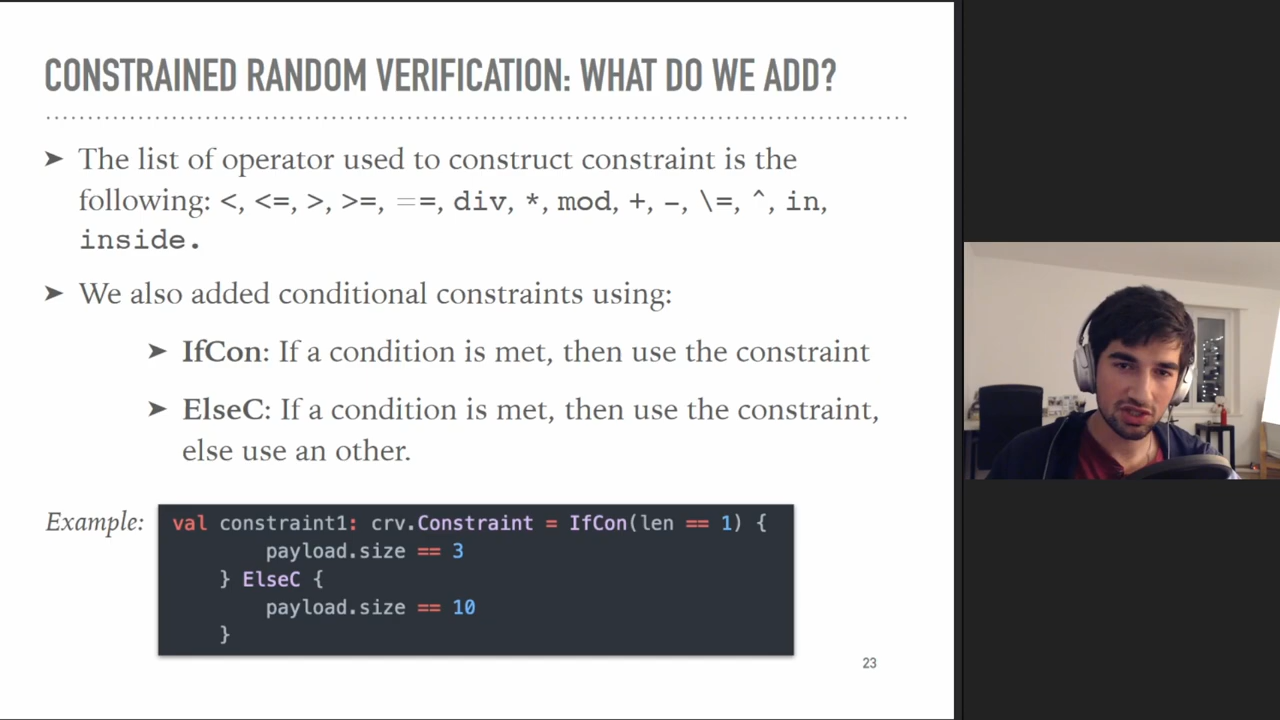 CONSTRAINED RANDOM VERIFICATION: WHAT DO WE ADD?
➤ The list of operator used to construct constraint is the
following: <, <=, >, >=, ==, div, *, mod, +, -, \=, ^, in,
inside.
➤ We also added conditional constraints using:
➤ IfCon: If a condition is met, then use the constraint
➤ ElseC: If a condition is met, then use the constraint,
else use an other.
Example:
val constraint1: crv.Constraint = IfCon(len == 1) {
payload.size == 3
} ElseC {
payload.size == 10
}
23